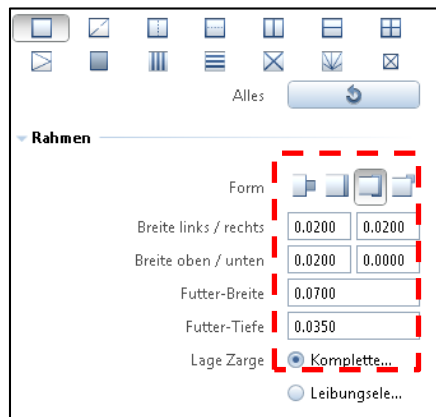 Alles
Rahmen
Form
Breite links / rechts 0.0200 0.0200
Breite oben / unten 0.0200 0.0000
Futter-Breite 0.0700
Futter-Tiefe 0.0350
Lage Zarge Komplette...
Leibungsele...